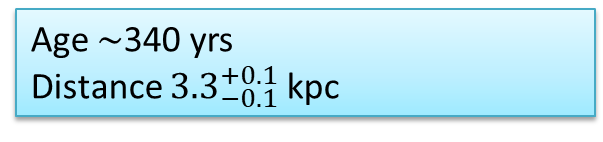 Age ~340 yrs
Distance 3.3^{+0.1}_{−0.1} kpc